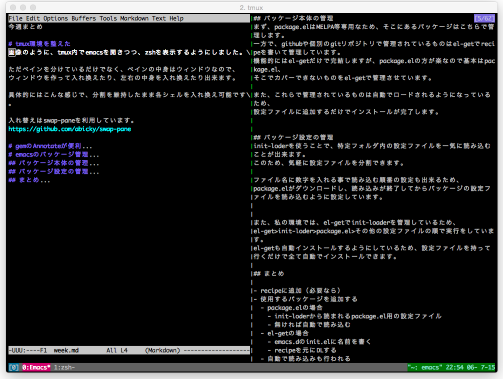 2. tmux
File Edit Options Buffers Tools Markdown Text Help
今週まとめ
# tmux環境を整えた
画像のように、tmux内でemacsを開きつつ、zshを表示するようにしました。\
ただペインを分けているだけでなく、ペインの中身はウィンドウなので、
ウィンドウを作って入れ換えたり、左右の中身を入れ換えたり出来ます。
具体的にはこんな感じで、分割を維持したまま各シェルを入れ換え可能です\
。
入れ替えはswap-paneを利用しています。
https://github.com/abicky/swap-pane
# gemのAnnotateが便利...
# emacsのパッケージ管理...
## パッケージ本体の管理...
## パッケージ設定の管理...
## まとめ...
-UUU:----F1 week.md All L4 (Markdown) -------------------
## パッケージ本体の管理 [5/62]
まず、package.elはMELPA等専用なため、そこにあるパッケージはこちらで管
理します。
一方で、githubや個別のgitリポジトリで管理されているものはel-getでreci
peを書いて管理しています。
機能的にはel-getだけで完結しますが、package.elの方が楽なので基本はpac
kage.el、
そこでカバーできないものをel-getで管理させています。
また、これらで管理されているものは自動でロードされるようになっている
ため、
設定ファイルに追加するだけでインストールが完了します。
## パッケージ設定の管理
init-loaderを使うことで、特定フォルダ内の設定ファイルを一気に読み込む
ことが出来ます。
このため、気軽に設定ファイルを分割できます。
ファイル名に数字を入れる事で読み込む順番の設定も出来るため、
package.elがダウンロードし、読み込みが終了してからパッケージの設定フ
ァイルを読み込むように設定しています。
また、私の環境では、el-getでinit-loaderを管理しているため、
el-get>init-loader>package.el>その他の設定ファイルの順で実行をしていま
す。
el-getも自動インストールするようにしているため、設定ファイルを持って
行くだけで全て自動でインストールできます。
## まとめ
- recipeに追加（必要なら）
- 使用するパッケージを追加する
- package.elの場合
- init-loaderから読まれるpackage.el用の設定ファイル
- 無ければ自動で読み込む
- el-getの場合
- emacs.dのinit.elに名前を書く
- recipeを元にDLする
- 自動で読み込みも行われる
[0] 0:Emacs* 1:zsh- "~: emacs" 22:54 06- 7-15